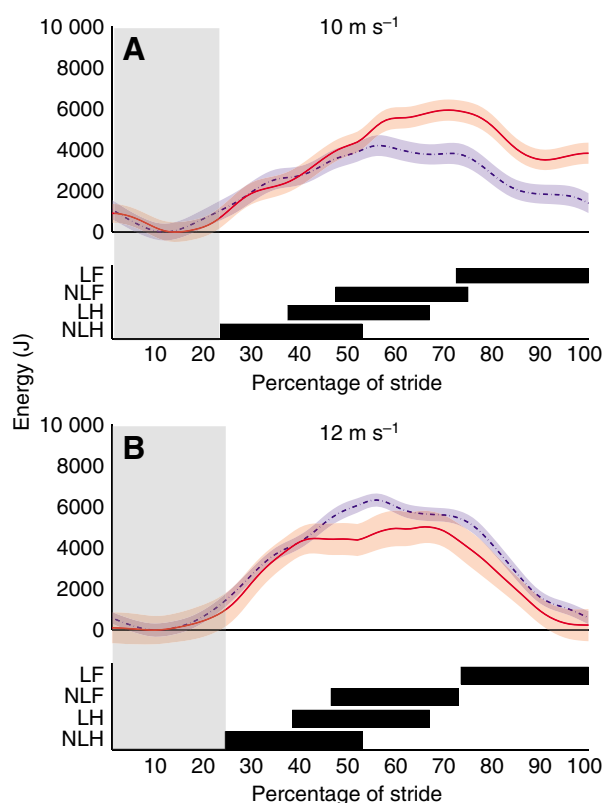 10 m s⁻¹
A
10 000
8000
6000
4000
2000
0
LF
NLF
LH
NLH
10 20 30 40 50 60 70 80 90 100
Percentage of stride
Energy (J)
12 m s⁻¹
B
10 000
8000
6000
4000
2000
0
LF
NLF
LH
NLH
10 20 30 40 50 60 70 80 90 100
Percentage of stride